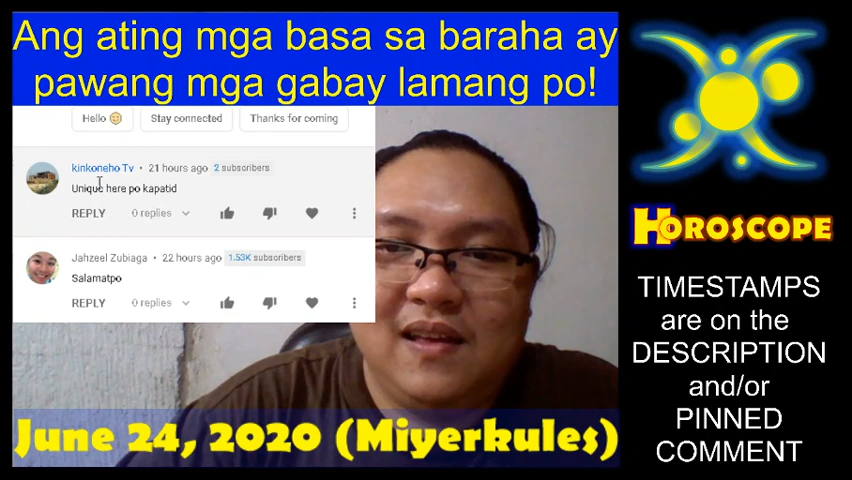 Ang ating mga basa sa baraha ay
pawang mga gabay lamang po!
Hello 😊 Stay connected Thanks for coming
kinkoneho Tv • 21 hours ago 2 subscribers
Unique here po kapatid
REPLY 0 replies
Jahzeel Zubiaga • 22 hours ago 1.53K subscribers
Salamatpo
REPLY 0 replies
June 24, 2020 (Miyerkules)
HOROSCOPE
TIMESTAMPS
are on the
DESCRIPTION
and/or
PINNED
COMMENT